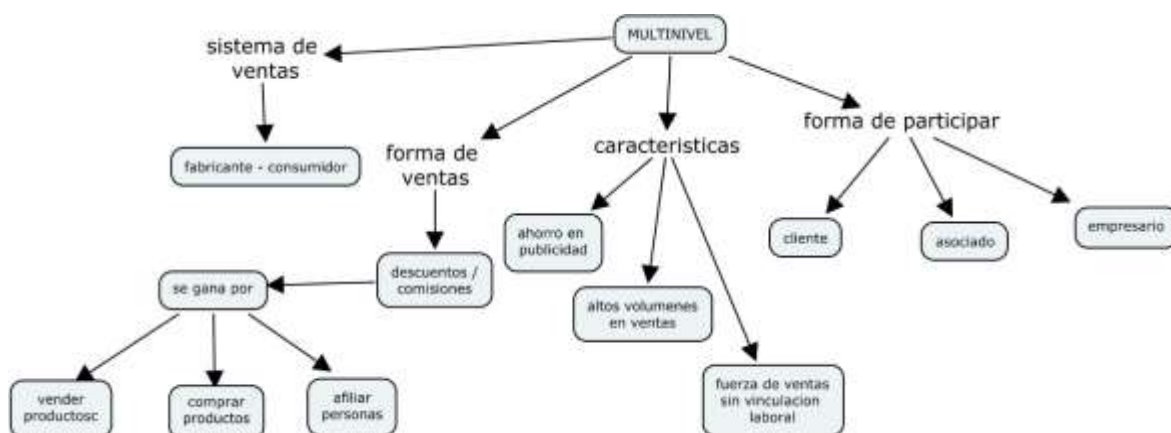 MULTINIVEL
sistema de
ventas
fabricante - consumidor
forma de
ventas
descuentos /
comisiones
se gana por
vender
productosc
comprar
productos
afiliar
personas
caracteristicas
ahorro en
publicidad
altos volumenes
en ventas
fuerza de ventas
sin vinculacion
laboral
forma de participar
cliente
asociado
empresario